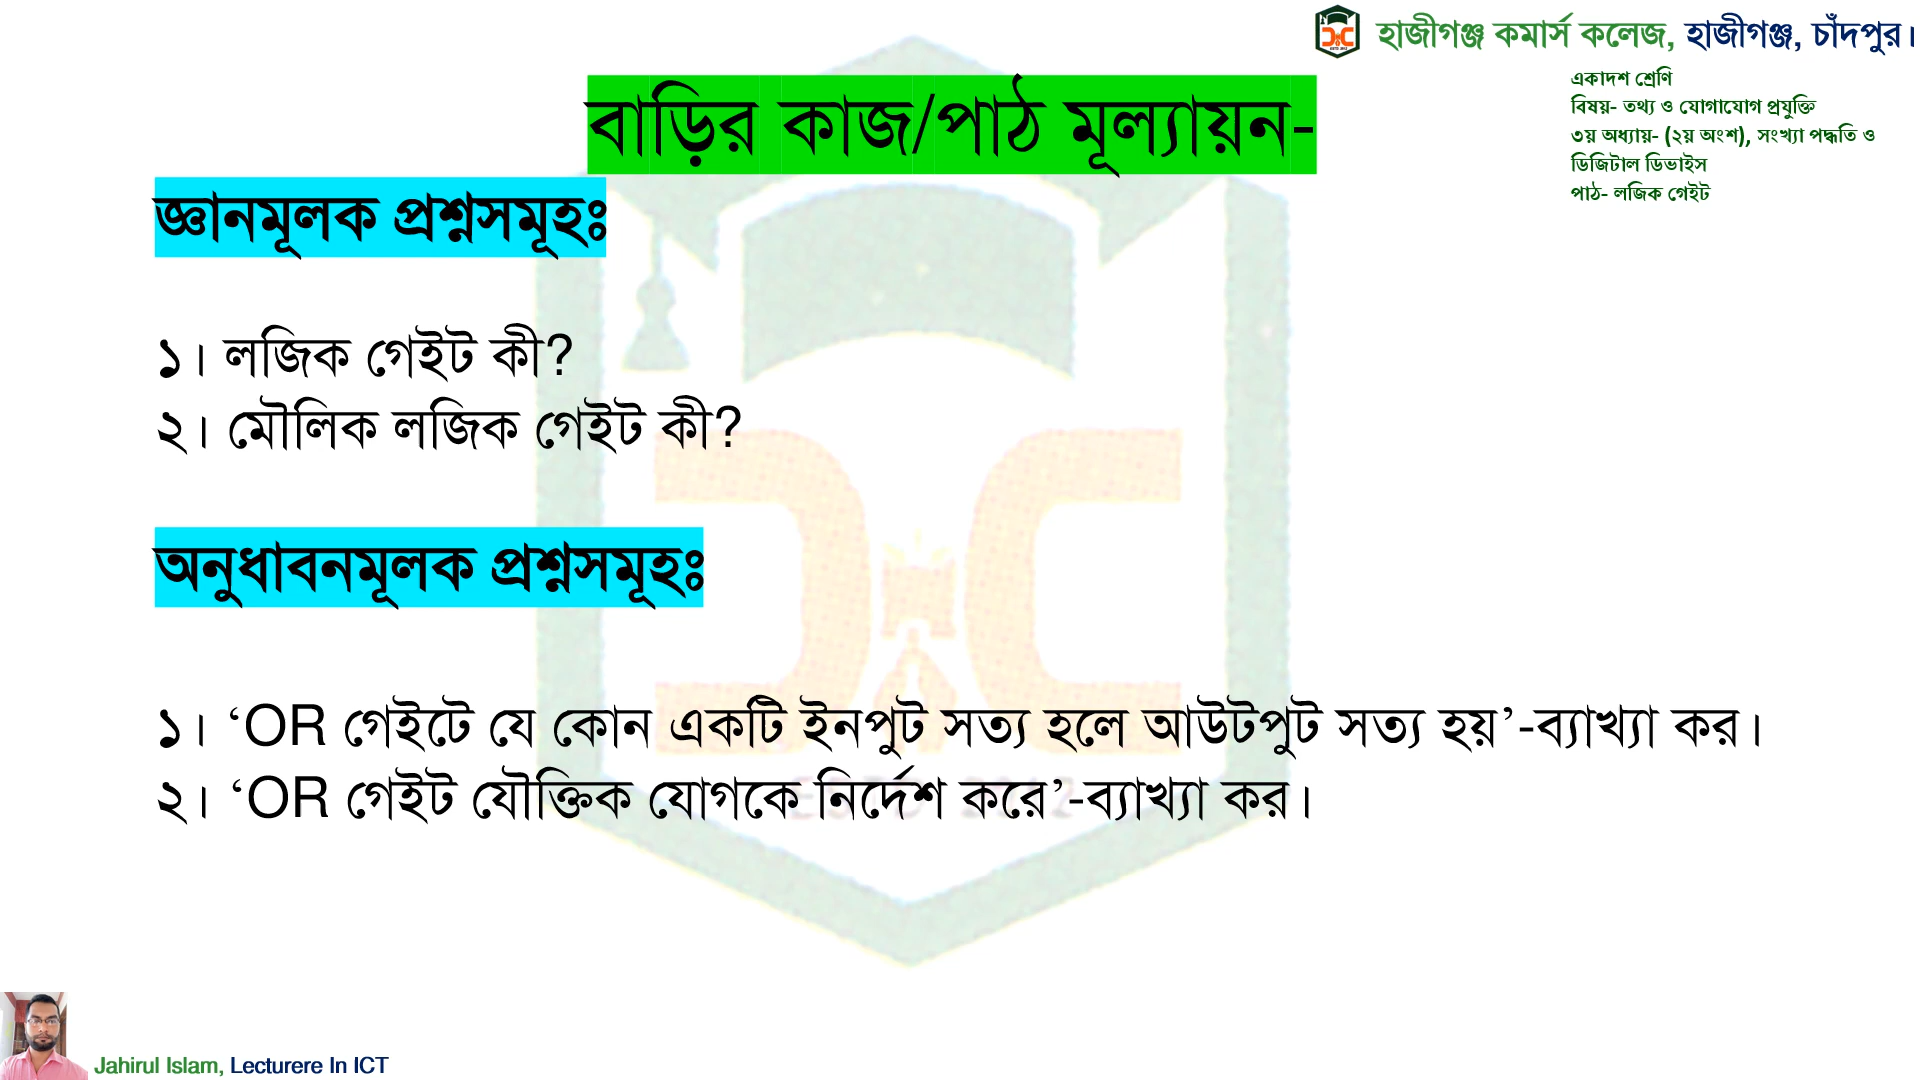 হাজীগঞ্জ কমার্স কলেজ, হাজীগঞ্জ, চাঁদপুর।
একাদশ শ্রেণি
বিষয়- তথ্য ও যোগাযোগ প্রযুক্তি
৩য় অধ্যায়- (২য় অংশ), সংখ্যা পদ্ধতি ও
ডিজিটাল ডিভাইস
পাঠ- লজিক গেইট
বাড়ির কাজ/পাঠ মূল্যায়ন-
জ্ঞানমূলক প্রশ্নসমূহঃ
১। লজিক গেইট কী?
২। মৌলিক লজিক গেইট কী?
অনুধাবনমূলক প্রশ্নসমূহঃ
১। ‘OR গেইটে যে কোন একটি ইনপুট সত্য হলে আউটপুট সত্য হয়’-ব্যাখ্যা কর।
২। ‘OR গেইট যৌক্তিক যোগকে নির্দেশ করে’-ব্যাখ্যা কর।
Jahirul Islam, Lecturere In ICT